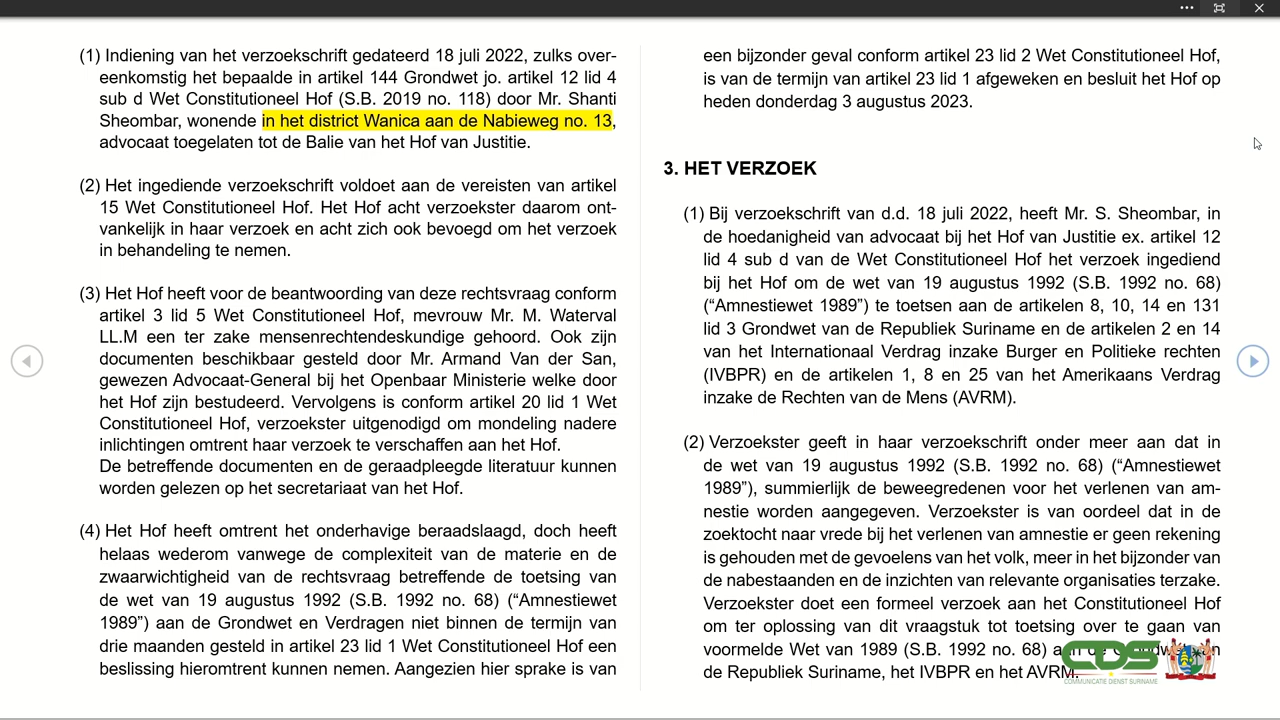 (1) Indiening van het verzoekschrift gedateerd 18 juli 2022, zulks over-
eenkomstig het bepaalde in artikel 144 Grondwet jo. artikel 12 lid 4
sub d Wet Constitutioneel Hof (S.B. 2019 no. 118) door Mr. Shanti
Sheombar, wonende in het district Wanica aan de Nabieweg no. 13,
advocaat toegelaten tot de Balie van het Hof van Justitie.
(2) Het ingediende verzoekschrift voldoet aan de vereisten van artikel
15 Wet Constitutioneel Hof. Het Hof acht verzoekster daarom ont-
vankelijk in haar verzoek en acht zich ook bevoegd om het verzoek
in behandeling te nemen.
(3) Het Hof heeft voor de beantwoording van deze rechtsvraag conform
artikel 3 lid 5 Wet Constitutioneel Hof, mevrouw Mr. M. Waterval
LL.M een ter zake mensenrechtendeskundige gehoord. Ook zijn
documenten beschikbaar gesteld door Mr. Armand Van der San,
gewezen Advocaat-General bij het Openbaar Ministerie welke door
het Hof zijn bestudeerd. Vervolgens is conform artikel 20 lid 1 Wet
Constitutioneel Hof, verzoekster uitgenodigd om mondeling nadere
inlichtingen omtrent haar verzoek te verschaffen aan het Hof.
De betreffende documenten en de geraadpleegde literatuur kunnen
worden gelezen op het secretariaat van het Hof.
(4) Het Hof heeft omtrent het onderhavige beraadslaagd, doch heeft
helaas wederom vanwege de complexiteit van de materie en de
zwaarwichtigheid van de rechtsvraag betreffende de toetsing van
de wet van 19 augustus 1992 (S.B. 1992 no. 68) (“Amnestiewet
1989”) aan de Grondwet en Verdragen niet binnen de termijn van
drie maanden gesteld in artikel 23 lid 1 Wet Constitutioneel Hof een
beslissing hieromtrent kunnen nemen. Aangezien hier sprake is van
een bijzonder geval conform artikel 23 lid 2 Wet Constitutioneel Hof,
is van de termijn van artikel 23 lid 1 afgeweken en besluit het Hof op
heden donderdag 3 augustus 2023.
3. HET VERZOEK
(1) Bij verzoekschrift van d.d. 18 juli 2022, heeft Mr. S. Sheombar, in
de hoedanigheid van advocaat bij het Hof van Justitie ex. artikel 12
lid 4 sub d van de Wet Constitutioneel Hof het verzoek ingediend
bij het Hof om de wet van 19 augustus 1992 (S.B. 1992 no. 68)
(“Amnestiewet 1989”) te toetsen aan de artikelen 8, 10, 14 en 131
lid 3 Grondwet van de Republiek Suriname en de artikelen 2 en 14
van het Internationaal Verdrag inzake Burger en Politieke rechten
(IVBPR) en de artikelen 1, 8 en 25 van het Amerikaans Verdrag
inzake de Rechten van de Mens (AVRM).
(2) Verzoekster geeft in haar verzoekschrift onder meer aan dat in
de wet van 19 augustus 1992 (S.B. 1992 no. 68) (“Amnestiewet
1989”), summierlijk de beweegredenen voor het verlenen van am-
nestie worden aangegeven. Verzoekster is van oordeel dat in de
zoektocht naar vrede bij het verlenen van amnestie er geen rekening
is gehouden met de gevoelens van het volk, meer in het bijzonder van
de nabestaanden en de inzichten van relevante organisaties terzake.
Verzoekster doet een formeel verzoek aan het Constitutioneel Hof
om ter oplossing van dit vraagstuk tot toetsing over te gaan van
voormelde Wet van 1989 (S.B. 1992 no. 68)
de Republiek Suriname, het IVBPR en het AVRM.
CDS
COMMUNICATIE DIENST SURINAME